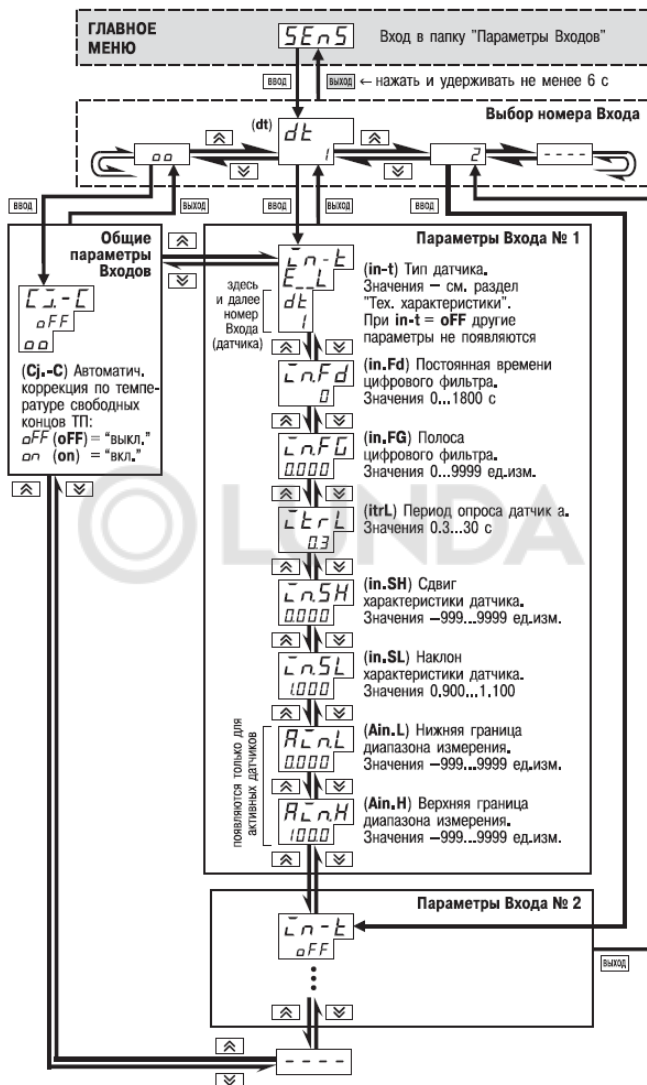 ГЛАВНОЕ
МЕНЮ
SEnS
Вход в папку "Параметры Входов"
ввод
выход ← нажать и удерживать не менее 6 с
Выбор номера Входа
(dt)
dt
1
oo
2
- - - -
ввод
выход
ввод
выход
ввод
Общие
параметры
Входов
Cj.-C
oFF
oo
(Cj.-C) Автоматич.
коррекция по темпе-
ратуре свободных
концов ТП:
oFF (oFF) = "выкл."
on (on) = "вкл."
Параметры Входа № 1
in-t
E__L
dt
1
здесь
и далее
номер
Входа
(датчика)
(in-t) Тип датчика.
Значения – см. раздел
"Тех. характеристики".
При in-t = oFF другие
параметры не появляются
in.Fd
0
(in.Fd) Постоянная времени
цифрового фильтра.
Значения 0...1800 с
in.FG
0.000
(in.FG) Полоса
цифрового фильтра.
Значения 0...9999 ед.изм.
itrL
0.3
(itrL) Период опроса датчик а.
Значения 0.3...30 с
LUNDA
in.SH
0.000
(in.SH) Сдвиг
характеристики датчика.
Значения –999...9999 ед.изм.
in.SL
1.000
(in.SL) Наклон
характеристики датчика.
Значения 0,900...1,100
появляются только для
активных датчиков
Ain.L
0.000
(Ain.L) Нижняя граница
диапазона измерения.
Значения –999...9999 ед.изм.
Ain.H
100.0
(Ain.H) Верхняя граница
диапазона измерения.
Значения –999...9999 ед.изм.
Параметры Входа № 2
in-t
oFF
выход
- - - -